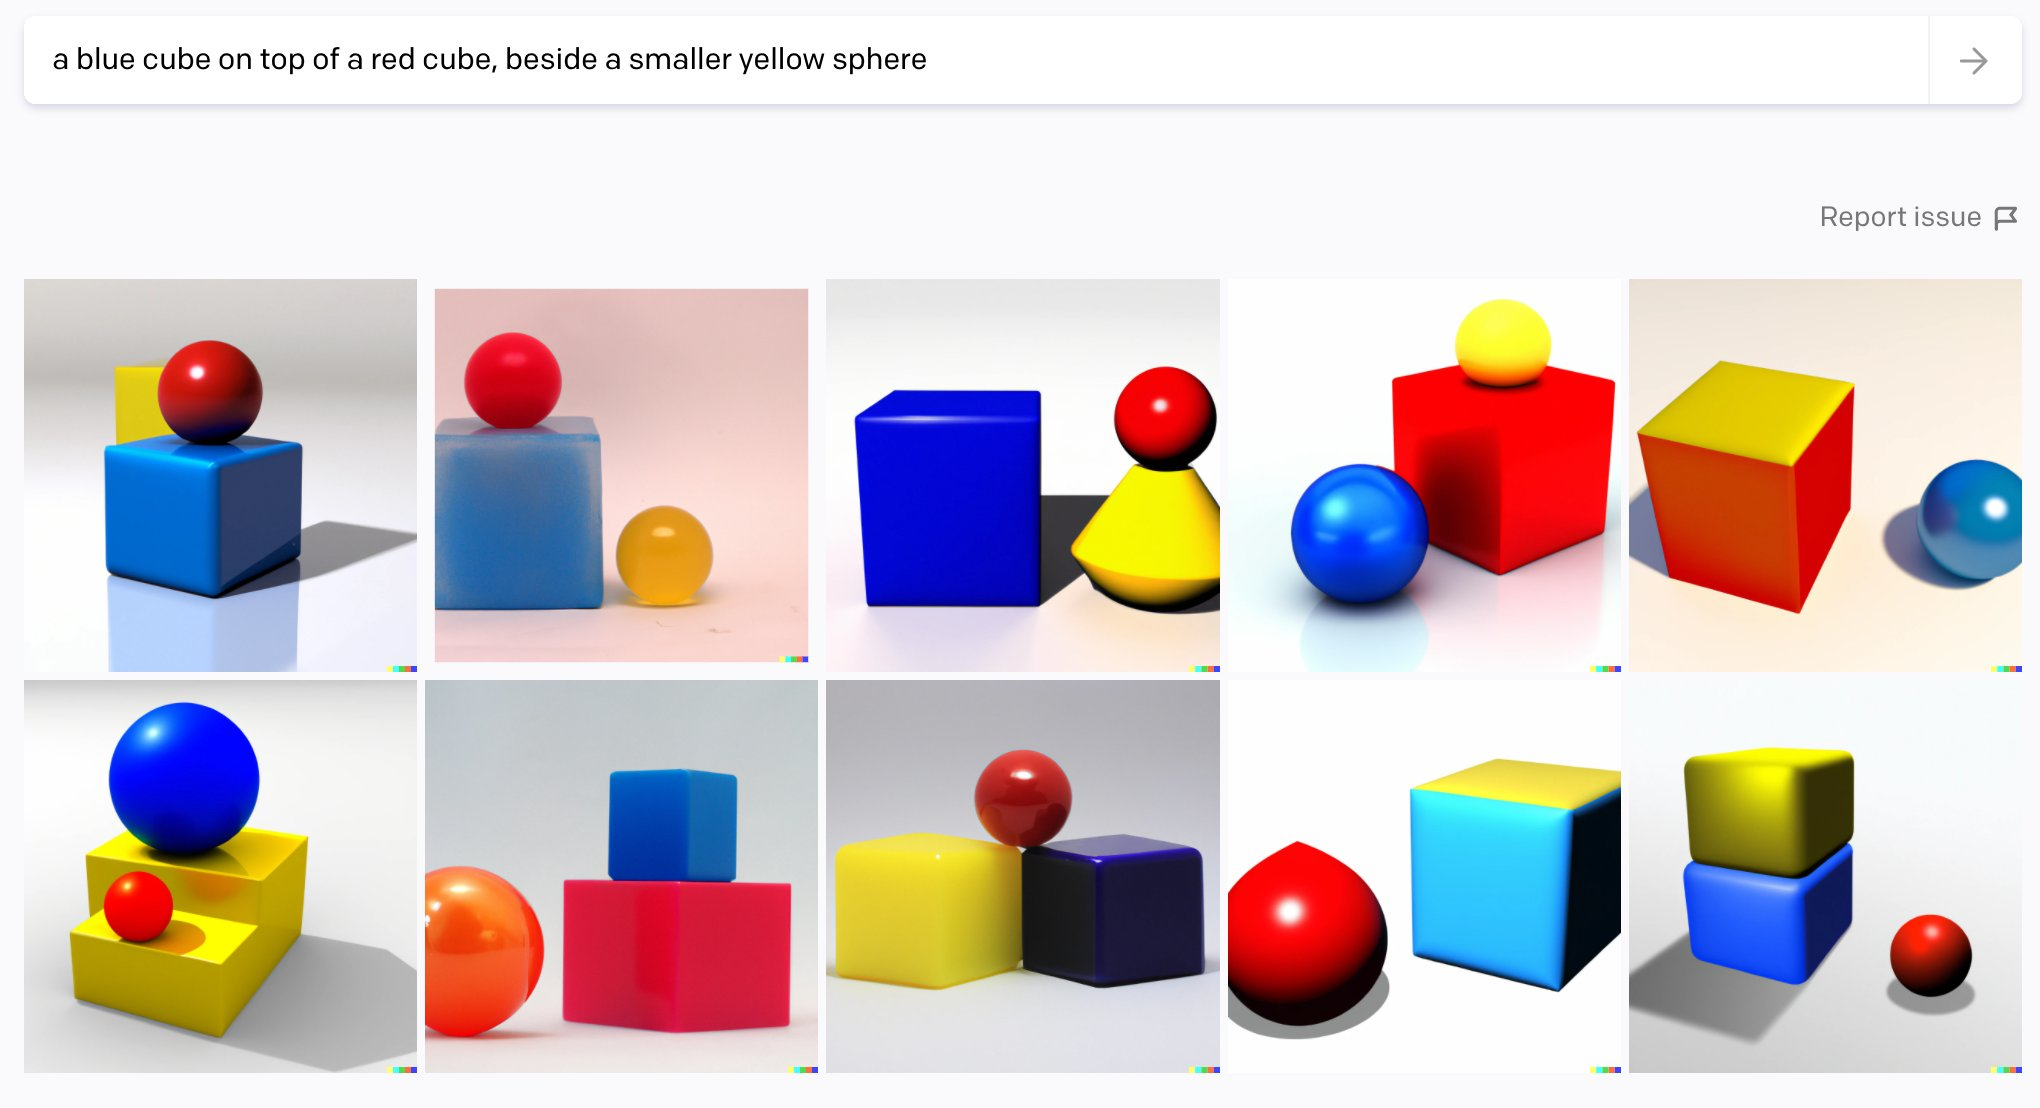 a blue cube on top of a red cube, beside a smaller yellow sphere
Report issue